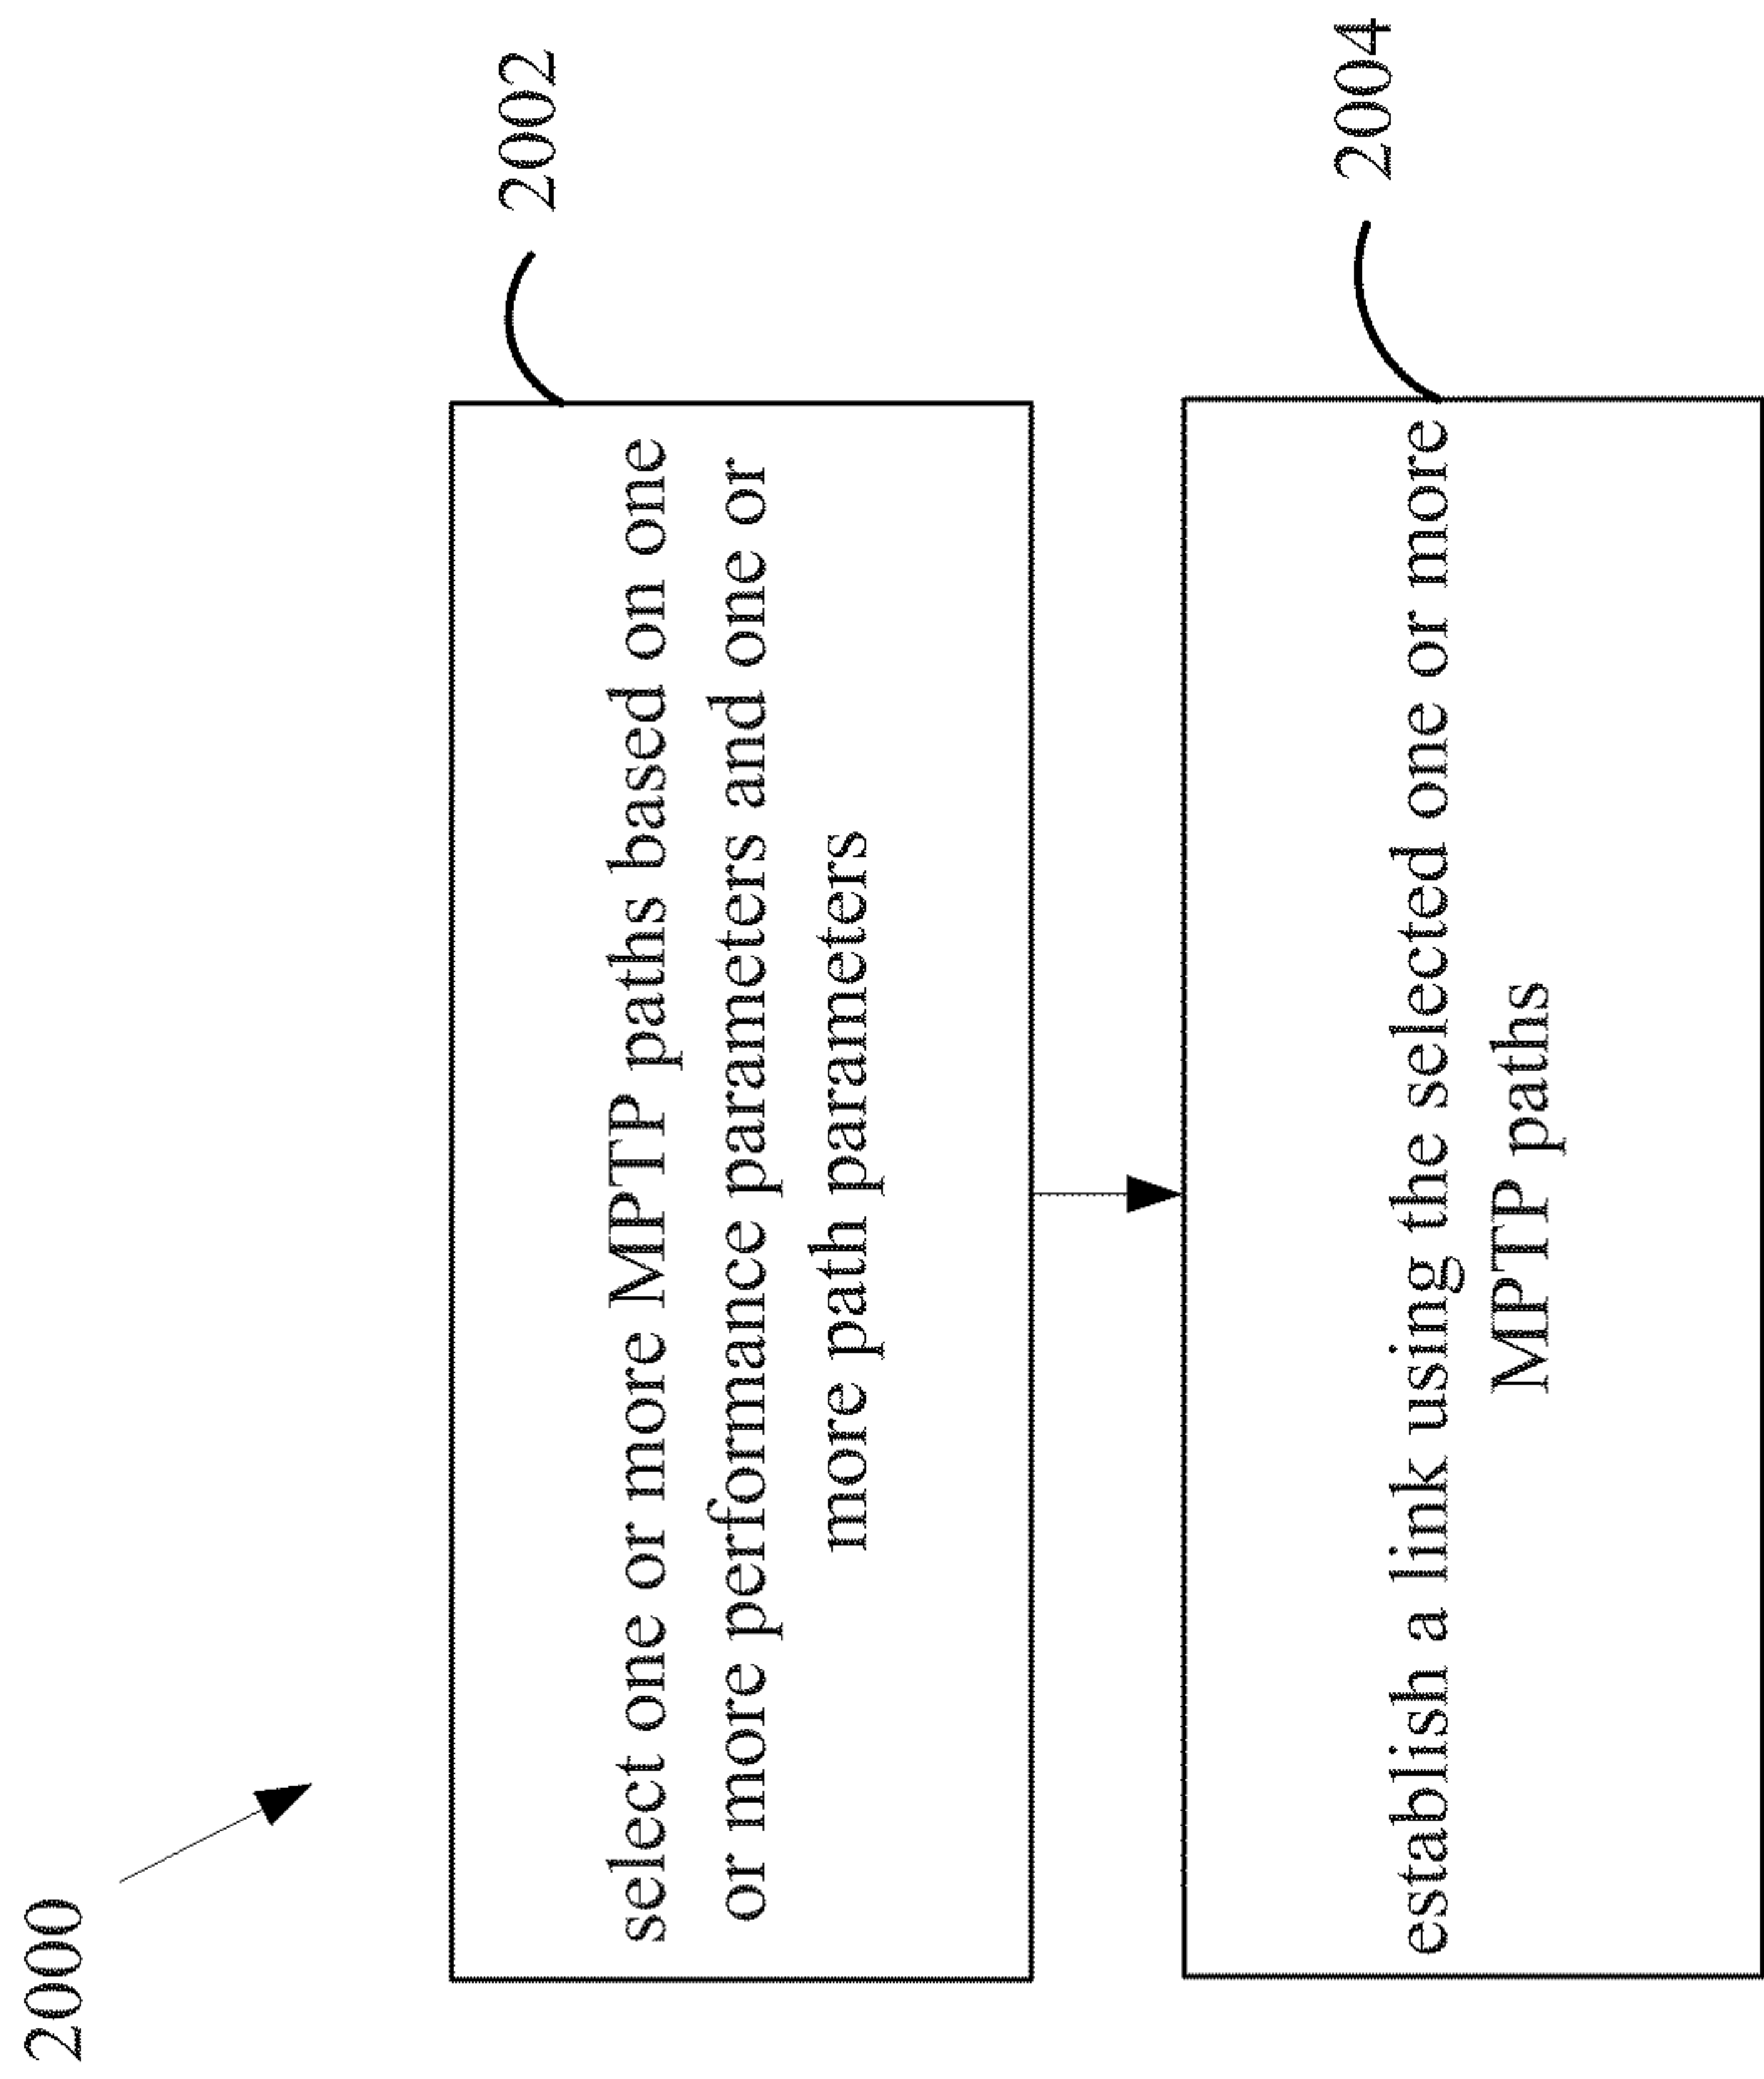 2000
2002
select one or more MPTP paths based on one
or more performance parameters and one or
more path parameters
2004
establish a link using the selected one or more
MPTP paths